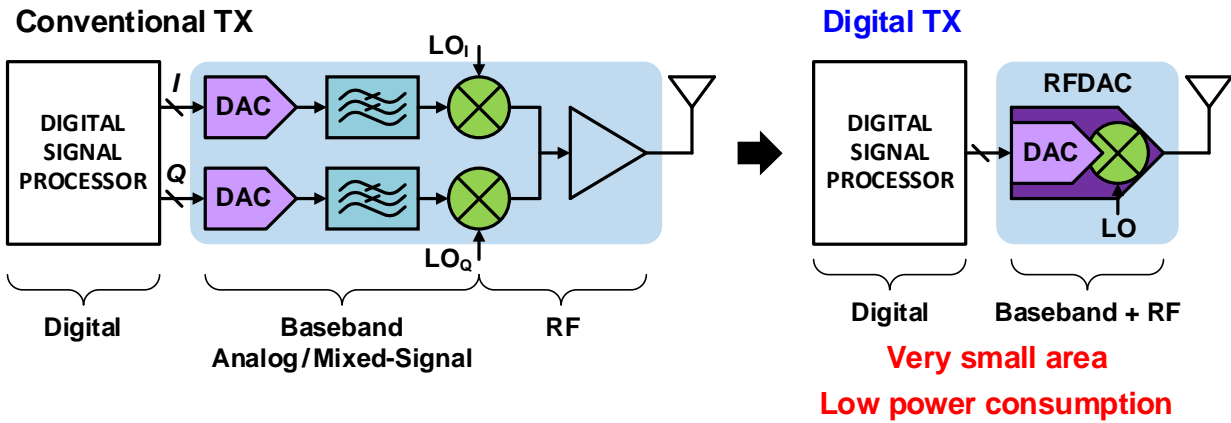 Conventional TX
DIGITAL
SIGNAL
PROCESSOR
I
Q
DAC
DAC
LOI
LOQ
Digital
Baseband
Analog/Mixed-Signal
RF
Digital TX
DIGITAL
SIGNAL
PROCESSOR
RFDAC
DAC
LO
Digital
Baseband + RF
Very small area
Low power consumption